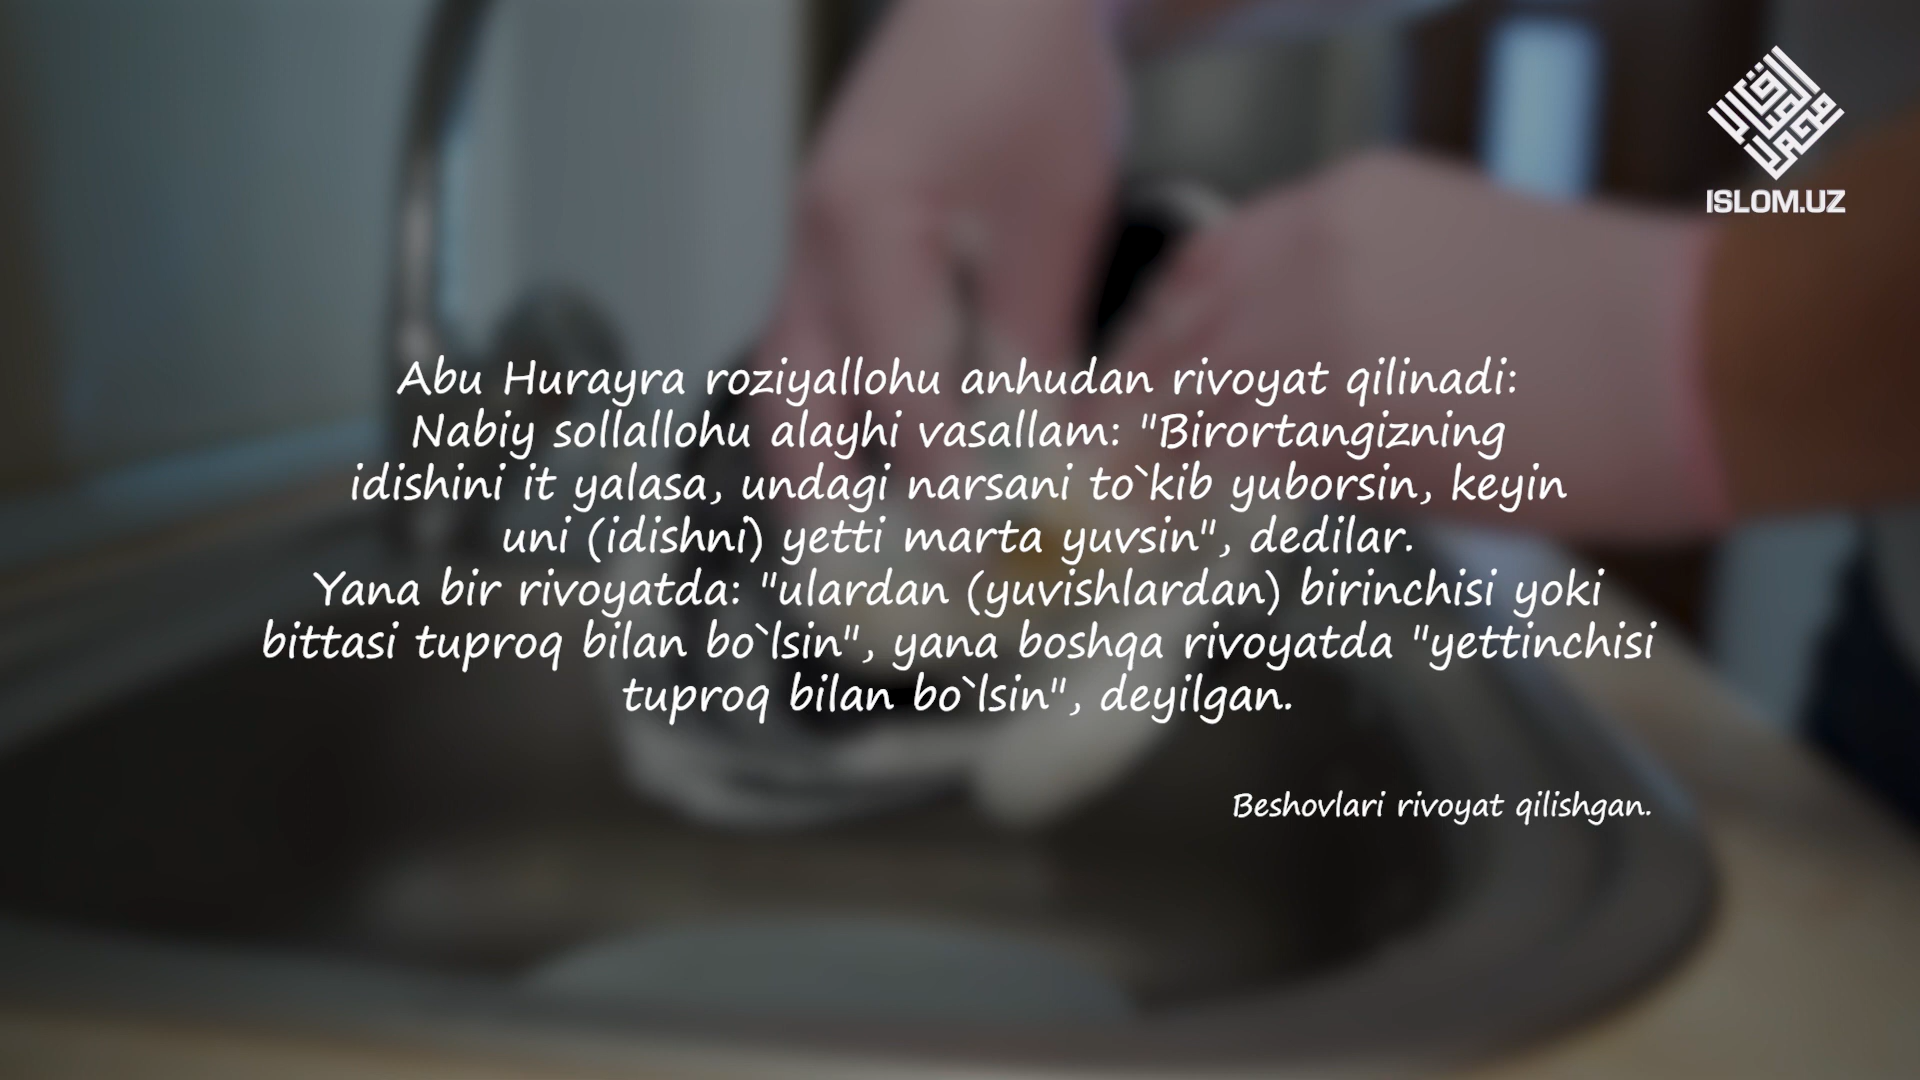 ISLOM.UZ
Abu Hurayra roziyallohu anhudan rivoyat qilinadi:
Nabiy sollallohu alayhi vasallam: "Birortangizning
idishini it yalasa, undagi narsani to`kib yuborsin, keyin
uni (idishni) yetti marta yuvsin", dedilar.
Yana bir rivoyatda: "ulardan (yuvishlardan) birinchisi yoki
bittasi tuproq bilan bo`lsin", yana boshqa rivoyatda "yettinchisi
tuproq bilan bo`lsin", deyilgan.
Beshovlari rivoyat qilishgan.